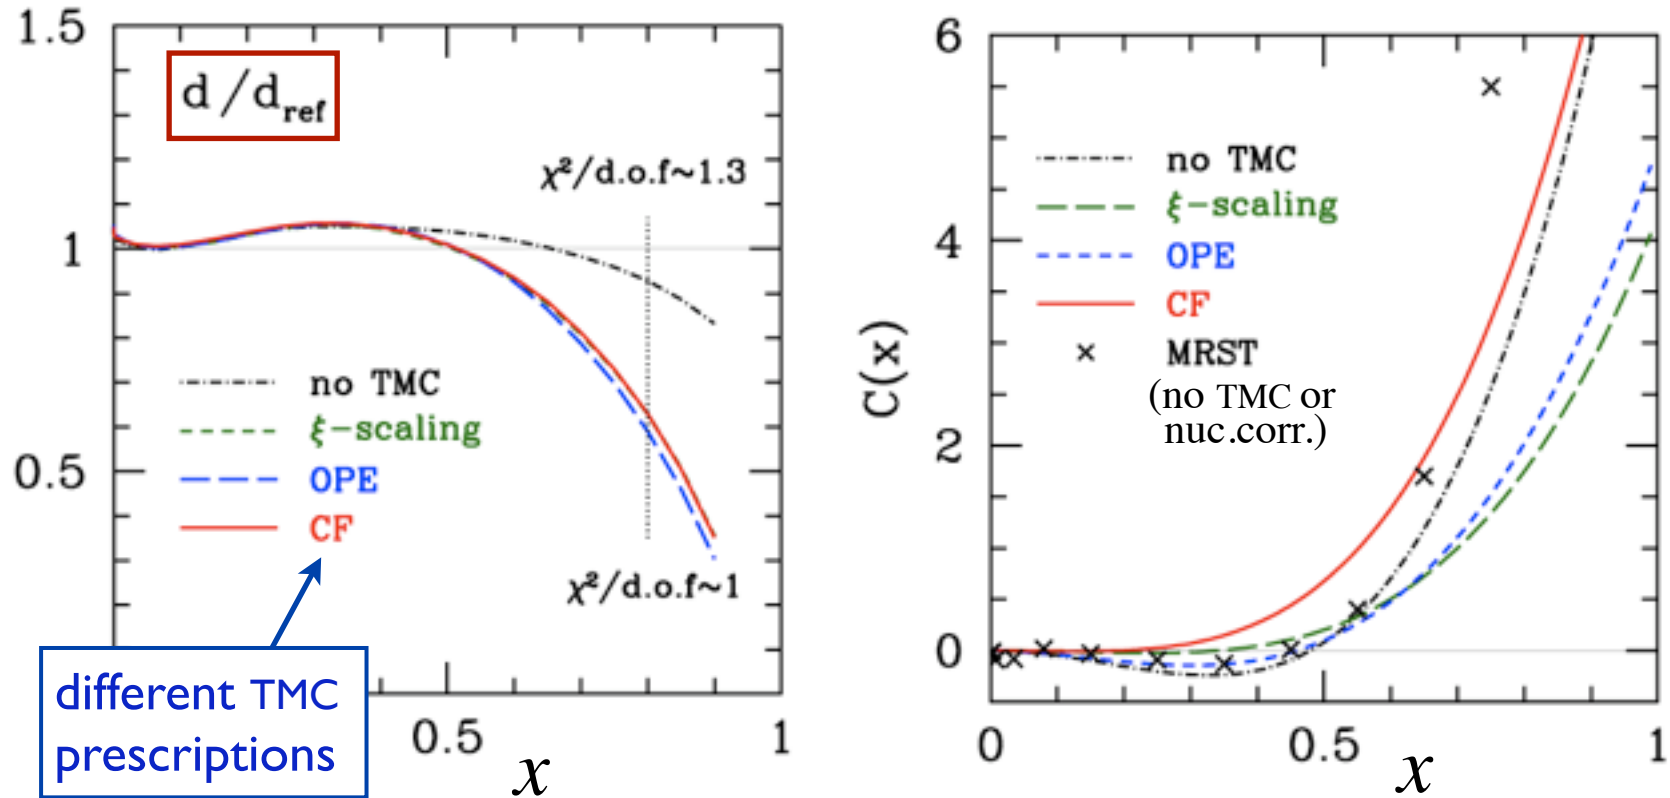 1.5
d/d_ref
χ²/d.o.f~1.3
1
no TMC
ξ-scaling
0.5
OPE
CF
χ²/d.o.f~1
different TMC
prescriptions
0.5
1
x
6
no TMC
ξ-scaling
4
OPE
CF
C(x)
MRST
(no TMC or
nuc.corr.)
2
0
0
0.5
1
x